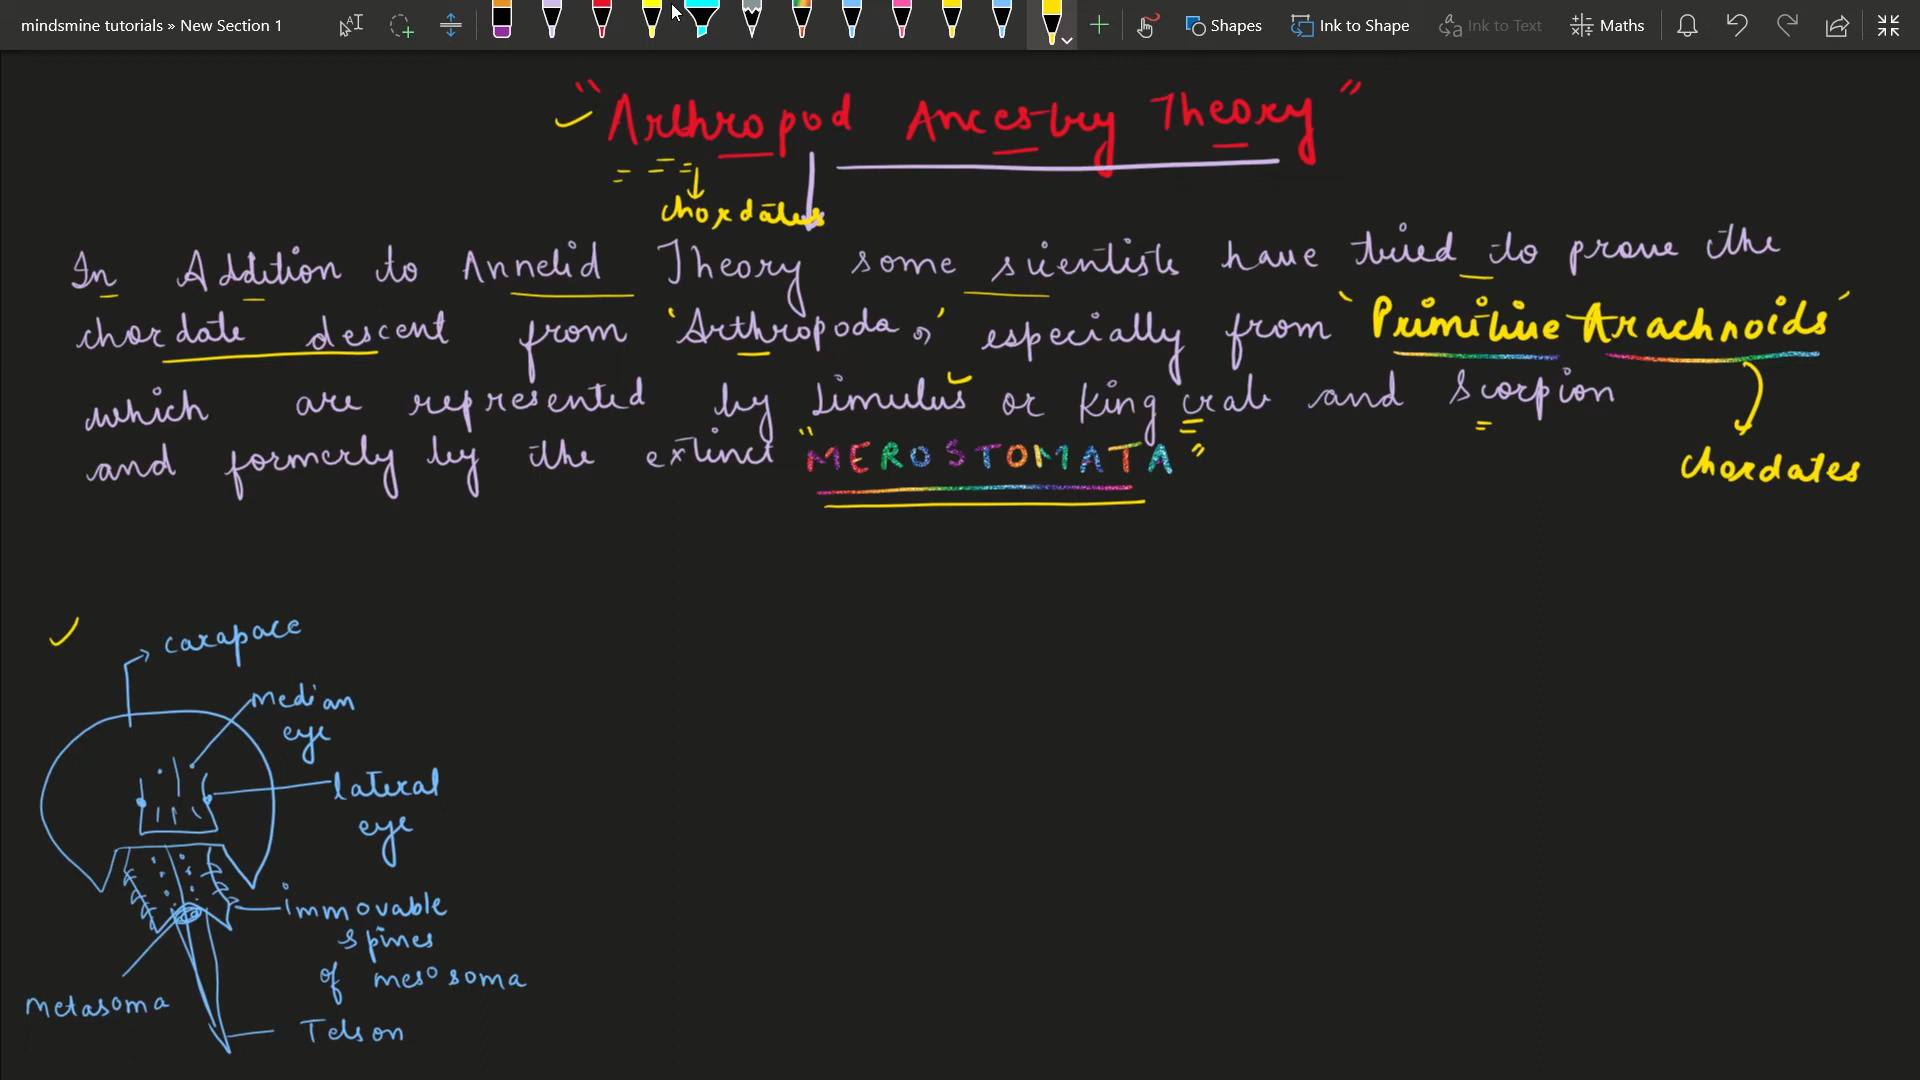 mindsmine tutorials » New Section 1
Shapes
Ink to Shape
Ink to Text
Maths
"Arthropod Ancestry Theory"
chordates
In Addition to Annelid Theory some scientists have tried to prove the
chordate descent from 'Arthropoda,' especially from 'Primitive Arachnoids'
which are represented by Limulus or King crab and Scorpion
and formerly by the extinct "MEROSTOMATA"
chordates
carapace
median
eye
lateral
eye
immovable
spines
of mesosoma
metasoma
Telson